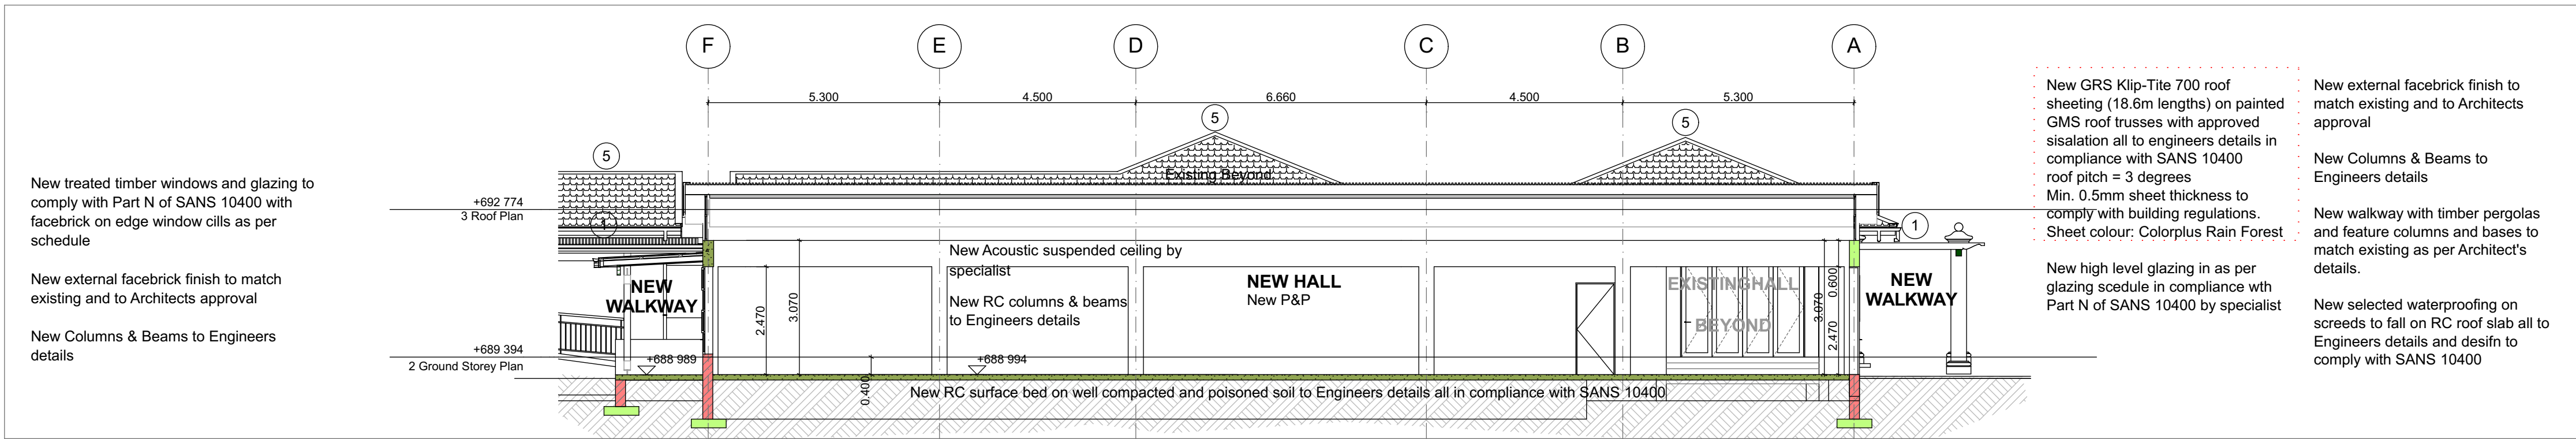 F
E
D
C
B
A
5.300
4.500
6.660
4.500
5.300
5
5
5
Existing Beyond
New treated timber windows and glazing to
comply with Part N of SANS 10400 with
facebrick on edge window cills as per
schedule
New external facebrick finish to match
existing and to Architects approval
New Columns & Beams to Engineers
details
+692 774
3 Roof Plan
+689 394
2 Ground Storey Plan
1
NEW
WALKWAY
+688 989
2.470
3.070
0.400
New Acoustic suspended ceiling by
specialist
New RC columns & beams
to Engineers details
+688 994
NEW HALL
New P&P
EXISTINGHALL
BEYOND
3.070
0.600
2.470
1
NEW
WALKWAY
New RC surface bed on well compacted and poisoned soil to Engineers details all in compliance with SANS 10400
New GRS Klip-Tite 700 roof
sheeting (18.6m lengths) on painted
GMS roof trusses with approved
sisalation all to engineers details in
compliance with SANS 10400
roof pitch = 3 degrees
Min. 0.5mm sheet thickness to
comply with building regulations.
Sheet colour: Colorplus Rain Forest
New high level glazing in as per
glazing scedule in compliance wth
Part N of SANS 10400 by specialist
New external facebrick finish to
match existing and to Architects
approval
New Columns & Beams to
Engineers details
New walkway with timber pergolas
and feature columns and bases to
match existing as per Architect's
details.
New selected waterproofing on
screeds to fall on RC roof slab all to
Engineers details and desifn to
comply with SANS 10400